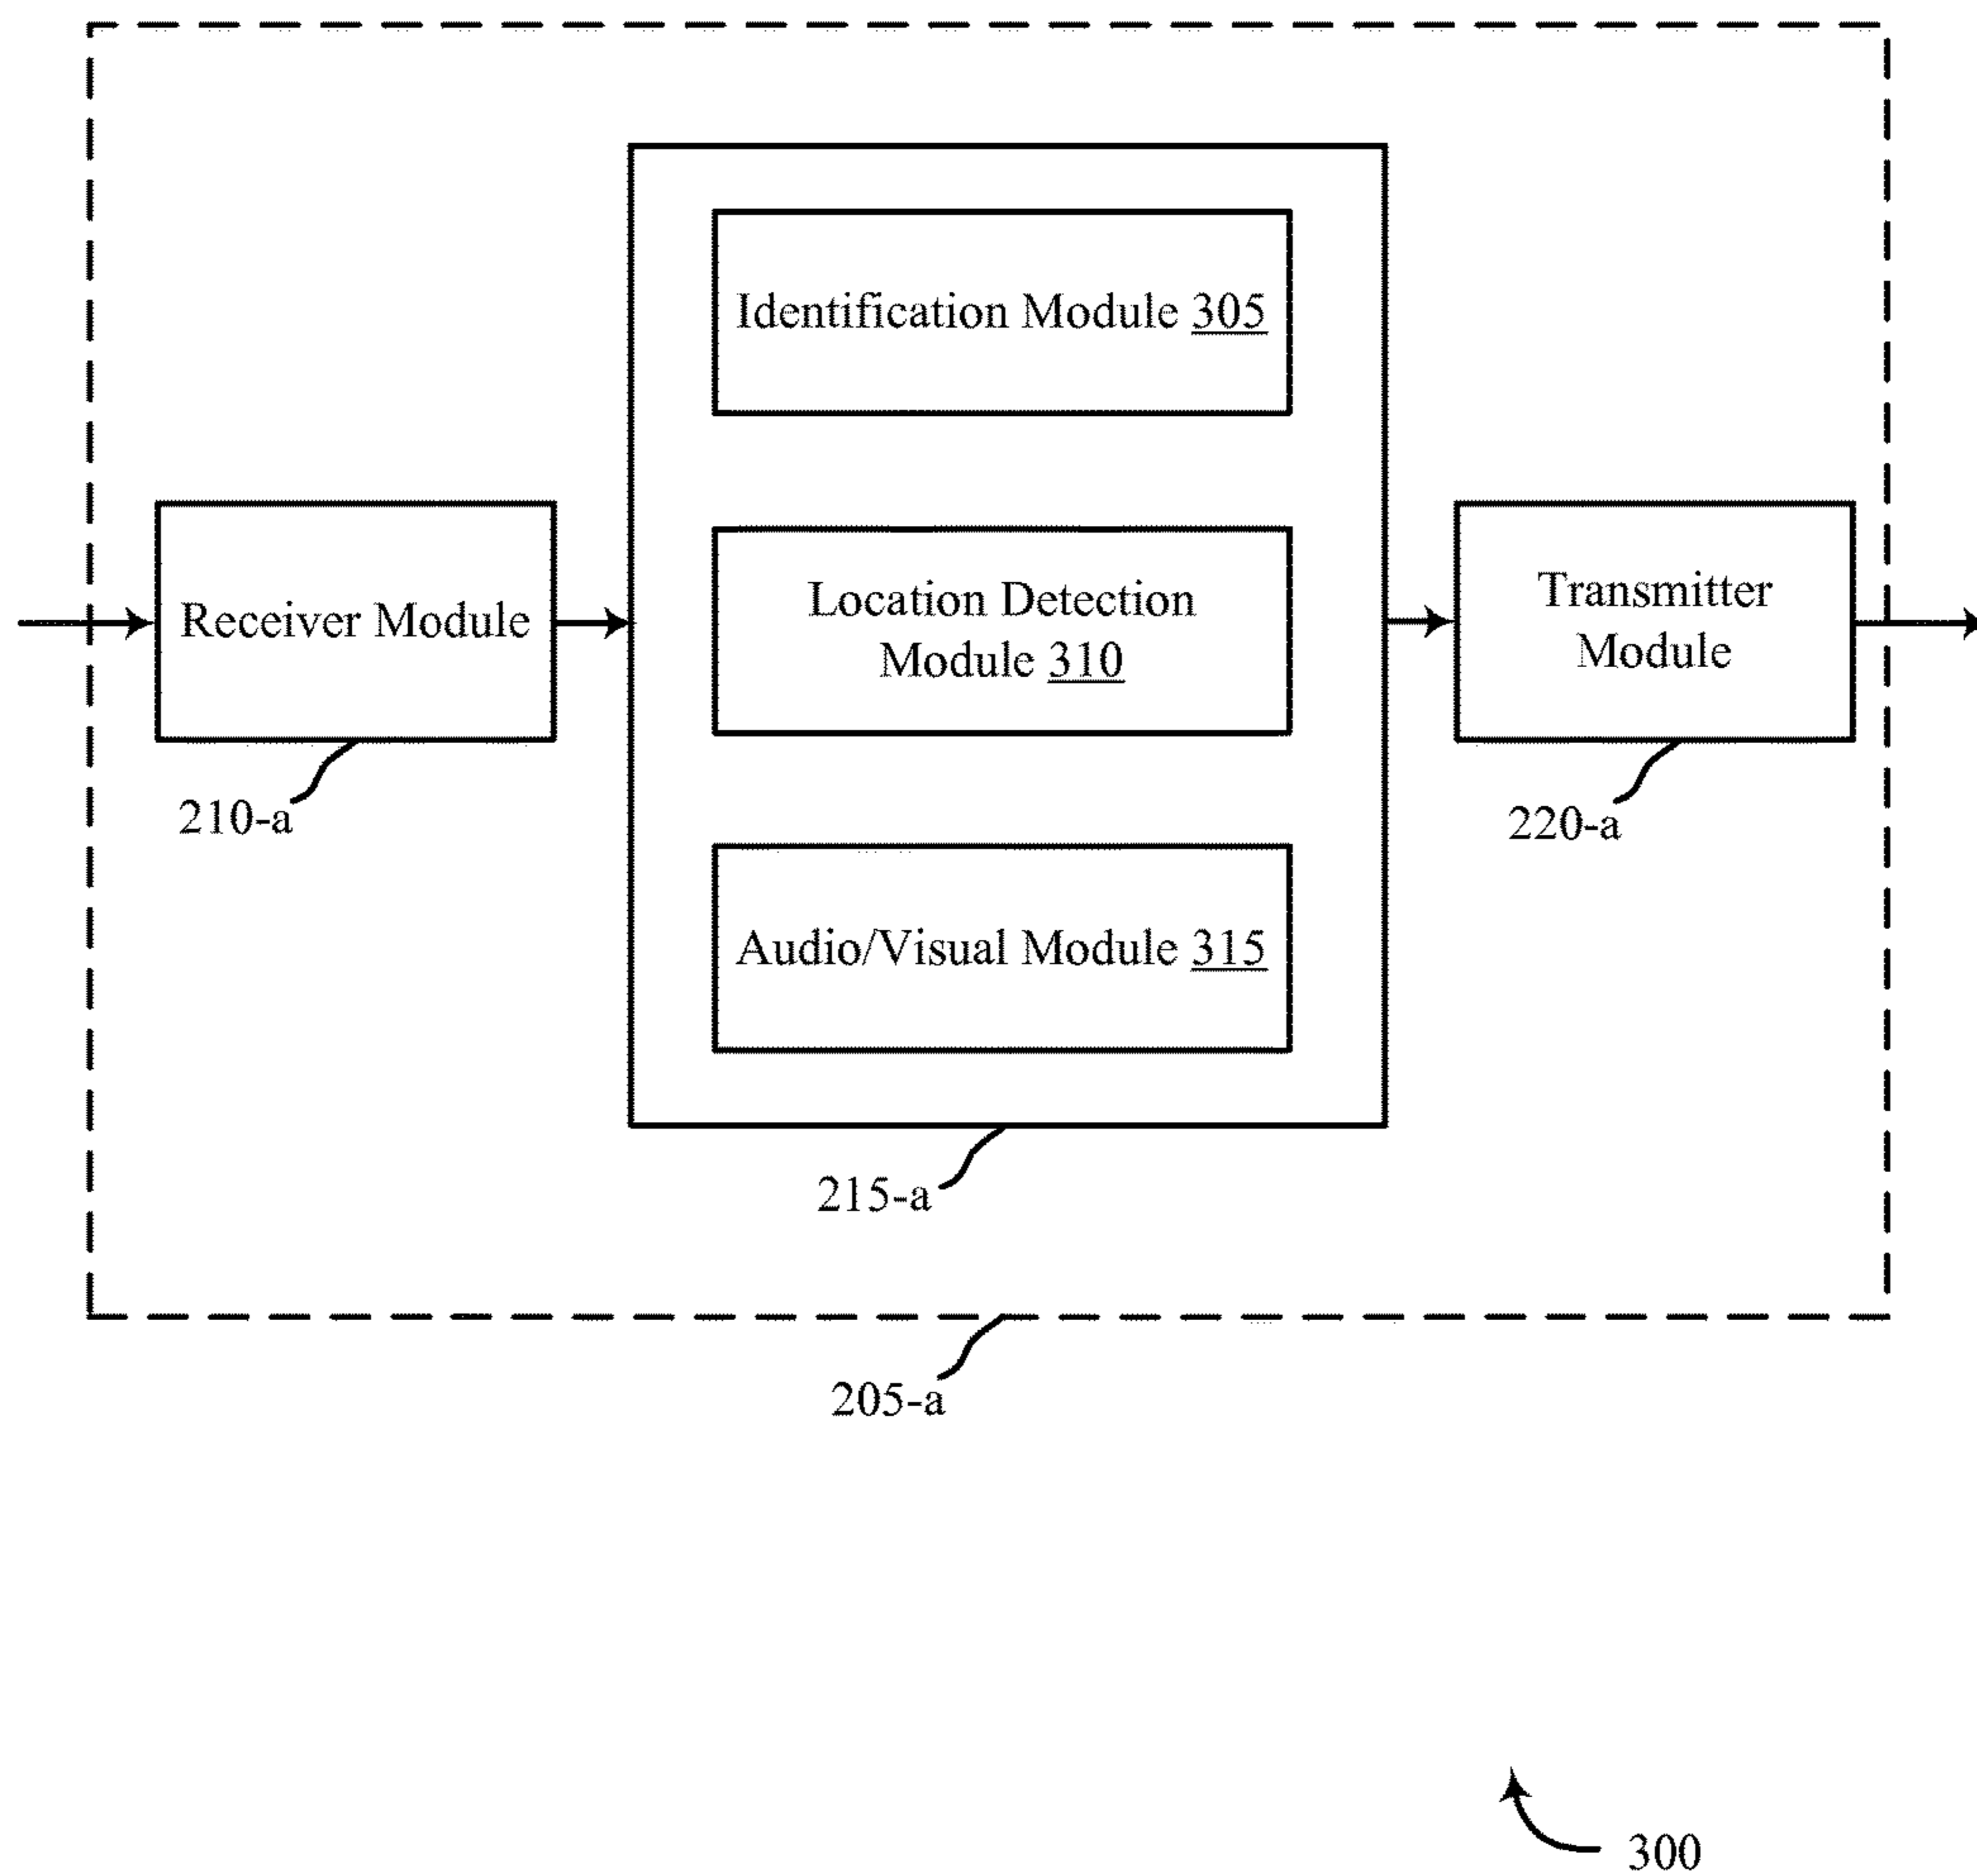 Identification Module 305
Receiver Module
Location Detection
Module 310
Transmitter
Module
210-a
220-a
Audio/Visual Module 315
215-a
205-a
300